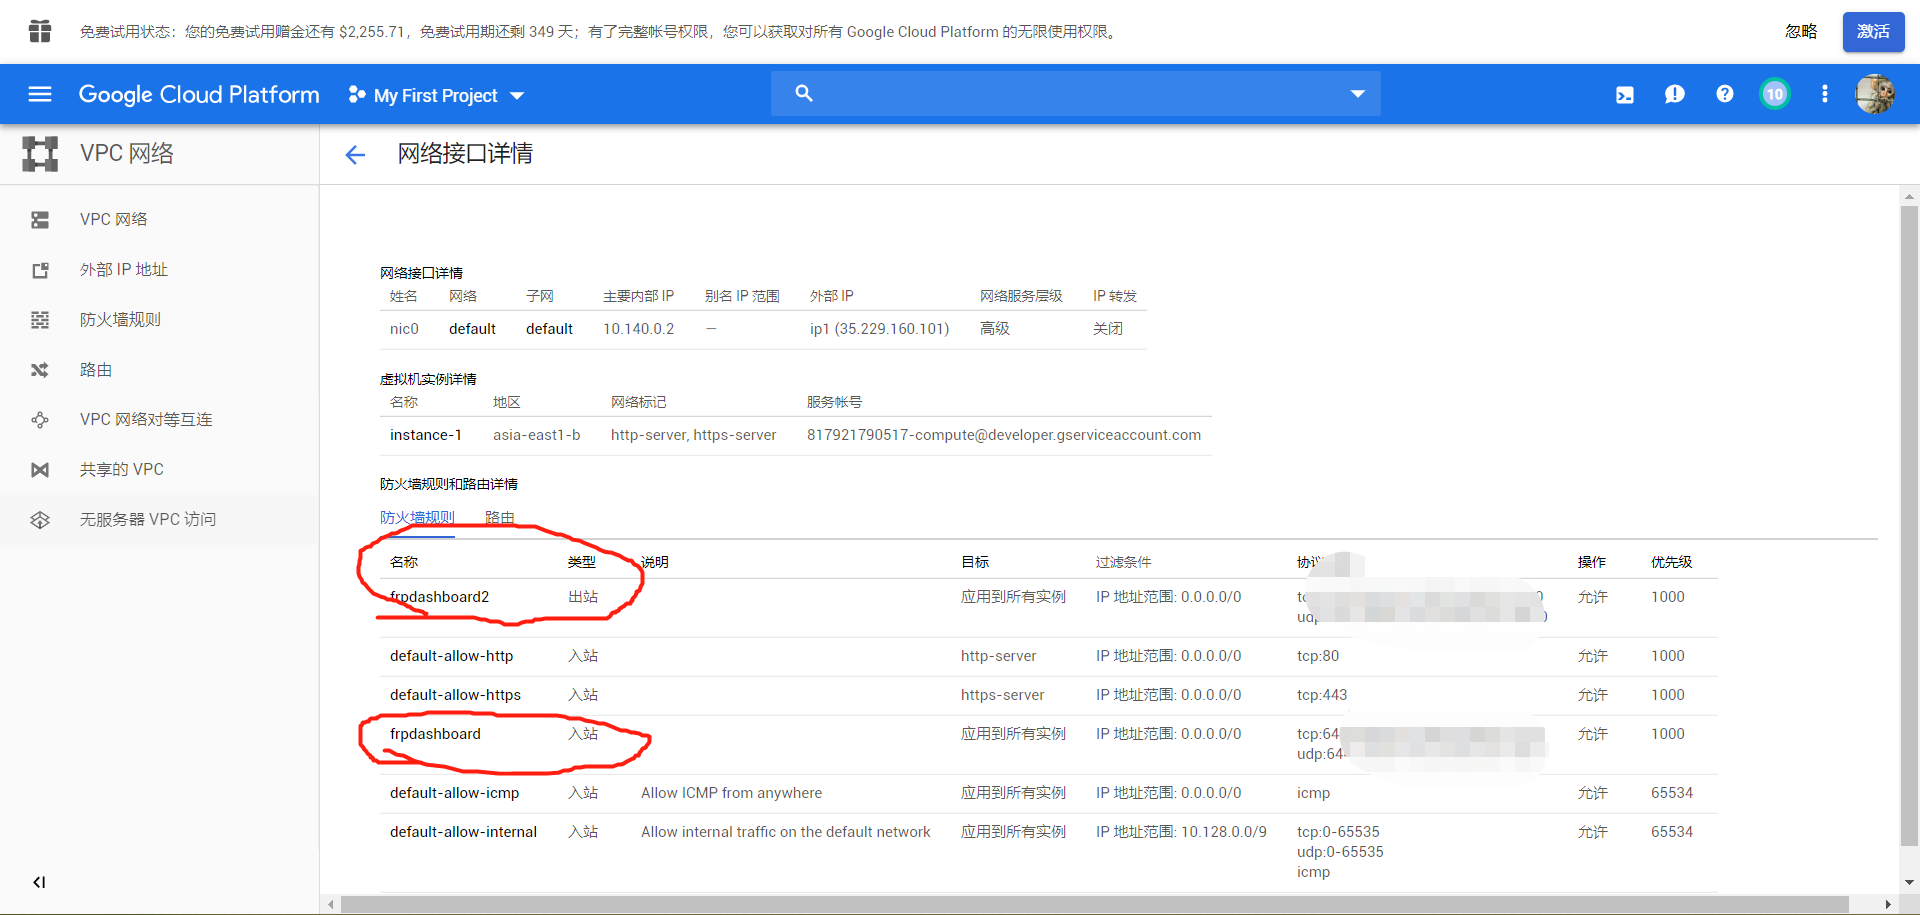 免费试用状态：您的免费试用赠金还有 $2,255.71，免费试用期还剩 349 天；有了完整帐号权限，您可以获取对所有 Google Cloud Platform 的无限使用权限。 忽略 激活
Google Cloud Platform My First Project 10
VPC 网络
VPC 网络
外部 IP 地址
防火墙规则
路由
VPC 网络对等互连
共享的 VPC
无服务器 VPC 访问
网络接口详情
网络接口详情
姓名 网络 子网 主要内部 IP 别名 IP 范围 外部 IP 网络服务层级 IP 转发
nic0 default default 10.140.0.2 — ip1 (35.229.160.101) 高级 关闭
虚拟机实例详情
名称 地区 网络标记 服务帐号
instance-1 asia-east1-b http-server, https-server 817921790517-compute@developer.gserviceaccount.com
防火墙规则和路由详情
防火墙规则 路由
名称 类型 说明 目标 过滤条件 协议 操作 优先级
frpdashboard2 出站 应用到所有实例 IP 地址范围: 0.0.0.0/0 允许 1000
udp:
default-allow-http 入站 http-server IP 地址范围: 0.0.0.0/0 tcp:80 允许 1000
default-allow-https 入站 https-server IP 地址范围: 0.0.0.0/0 tcp:443 允许 1000
frpdashboard 入站 应用到所有实例 IP 地址范围: 0.0.0.0/0 tcp:64 允许 1000
udp:64
default-allow-icmp 入站 Allow ICMP from anywhere 应用到所有实例 IP 地址范围: 0.0.0.0/0 icmp 允许 65534
default-allow-internal 入站 Allow internal traffic on the default network 应用到所有实例 IP 地址范围: 10.128.0.0/9 tcp:0-65535 允许 65534
udp:0-65535
icmp